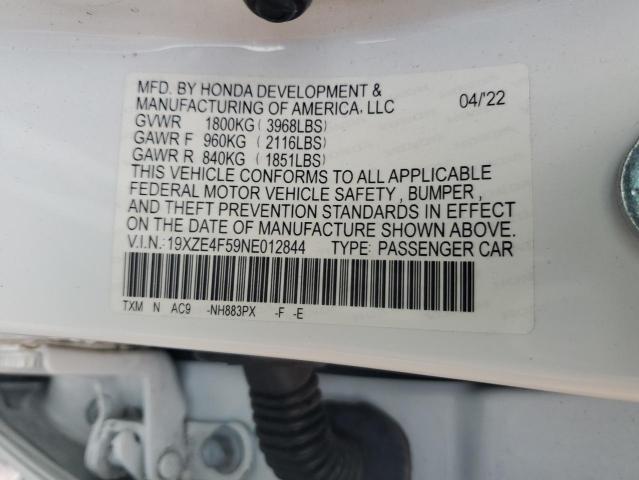 MFD. BY HONDA DEVELOPMENT &
MANUFACTURING OF AMERICA, LLC 04/'22
GVWR 1800KG (3968LBS)
GAWR F 960KG (2116LBS)
GAWR R 840KG (1851LBS)
THIS VEHICLE CONFORMS TO ALL APPLICABLE
FEDERAL MOTOR VEHICLE SAFETY, BUMPER,
AND THEFT PREVENTION STANDARDS IN EFFECT
ON THE DATE OF MANUFACTURE SHOWN ABOVE.
V.I.N.: 19XZE4F59NE012844 TYPE: PASSENGER CAR
TXM N AC9 -NH883PX -F -E